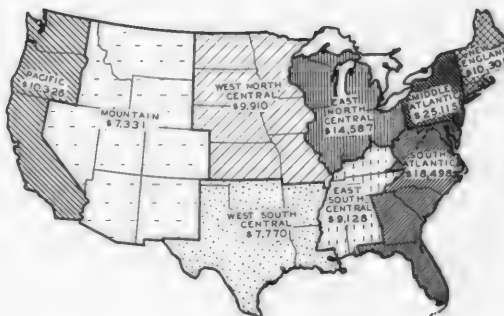 PACIFIC
$10,326
MOUNTAIN
$7,331
WEST NORTH
CENTRAL
$9,910
WEST SOUTH
CENTRAL
$7,770
EAST
NORTH
CENTRAL
$14,587
EAST
SOUTH
CENTRAL
$9,128
SOUTH
ATLANTIC
$18,498
MIDDLE
ATLANTIC
$25,115
NEW
ENGLAND